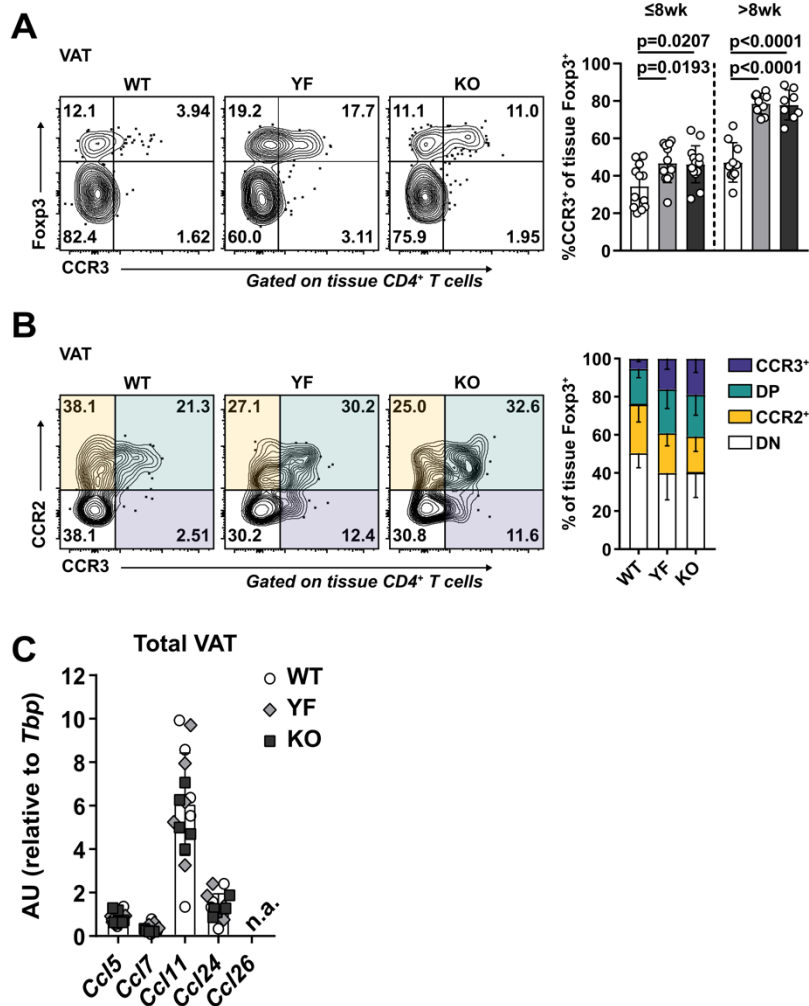 A
VAT
WT
YF
KO
12.1 3.94
82.4 1.62
19.2 17.7
60.0 3.11
11.1 11.0
75.9 1.95
Foxp3
CCR3
Gated on tissue CD4⁺ T cells
≤8wk >8wk
p=0.0207 p<0.0001
p=0.0193 p<0.0001
%CCR3⁺ of tissue Foxp3⁺
100
80
60
40
20
0
B
VAT
WT
YF
KO
38.1 21.3
38.1 2.51
27.1 30.2
30.2 12.4
25.0 32.6
30.8 11.6
CCR2
CCR3
Gated on tissue CD4⁺ T cells
% of tissue Foxp3⁺
100
80
60
40
20
0
WT
YF
KO
CCR3⁺
DP
CCR2⁺
DN
C
Total VAT
AU (relative to Tbp)
12
10
8
6
4
2
0
WT
YF
KO
n.a.
Ccl5
Ccl7
Ccl11
Ccl24
Ccl26